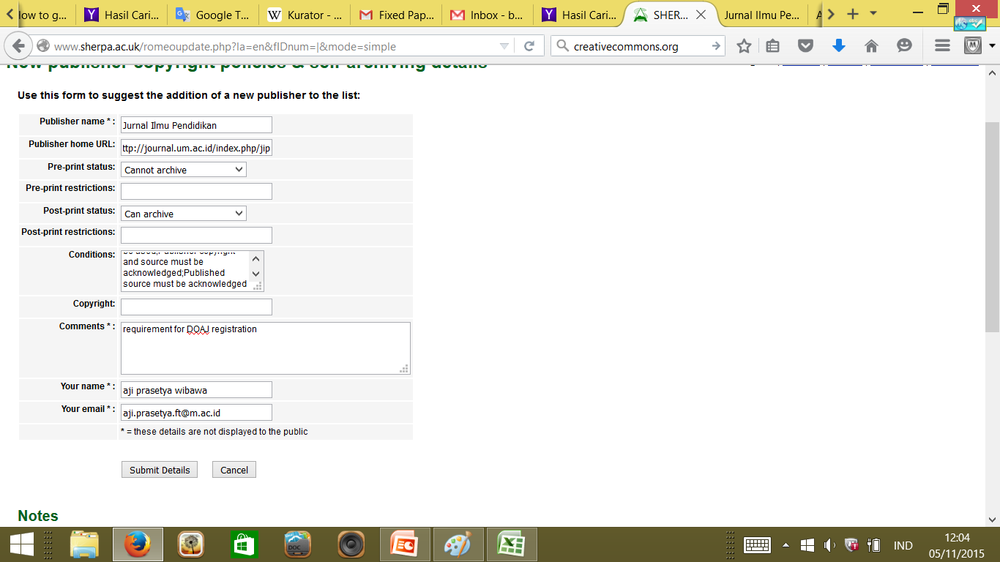 low to g...
Hasil Cari...
Google T...
Kurator - ...
Fixed Pap...
Inbox - b...
Hasil Cari...
SHER...
Jurnal Ilmu Pe...
www.sherpa.ac.uk/romeoupdate.php?la=en&fIDnum=|&mode=simple
creativecommons.org
New publisher copyright policies & self-archiving details
Use this form to suggest the addition of a new publisher to the list:
Publisher name * : Jurnal Ilmu Pendidikan
Publisher home URL: ttp://journal.um.ac.id/index.php/jip
Pre-print status: Cannot archive
Pre-print restrictions:
Post-print status: Can archive
Post-print restrictions:
Conditions: be used;Publisher copyright
and source must be
acknowledged;Published
source must be acknowledged
Copyright:
Comments * : requirement for DOAJ registration
Your name * : aji prasetya wibawa
Your email * : aji.prasetya.ft@m.ac.id
* = these details are not displayed to the public
Submit Details Cancel
Notes
DOC
IND
12:04
05/11/2015